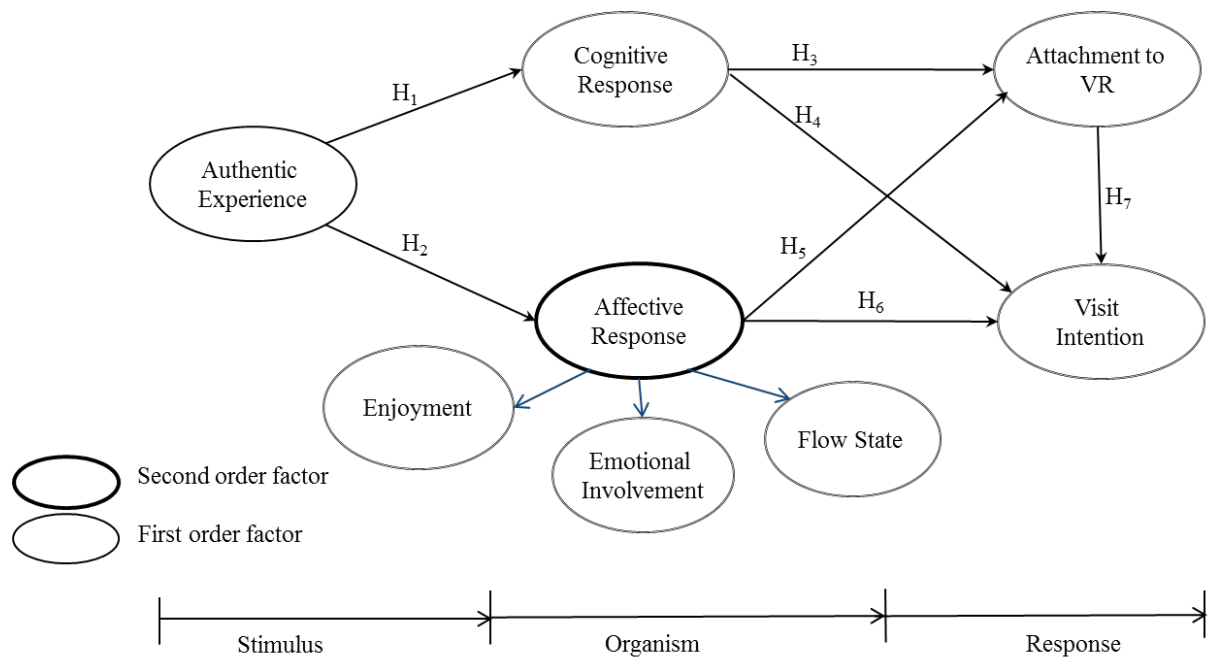 Cognitive
Response
H₃
Attachment to
VR
H₁
H₄
Authentic
Experience
H₇
H₂
H₅
Affective
Response
H₆
Visit
Intention
Enjoyment
Flow State
Emotional
Involvement
Second order factor
First order factor
Stimulus
Organism
Response